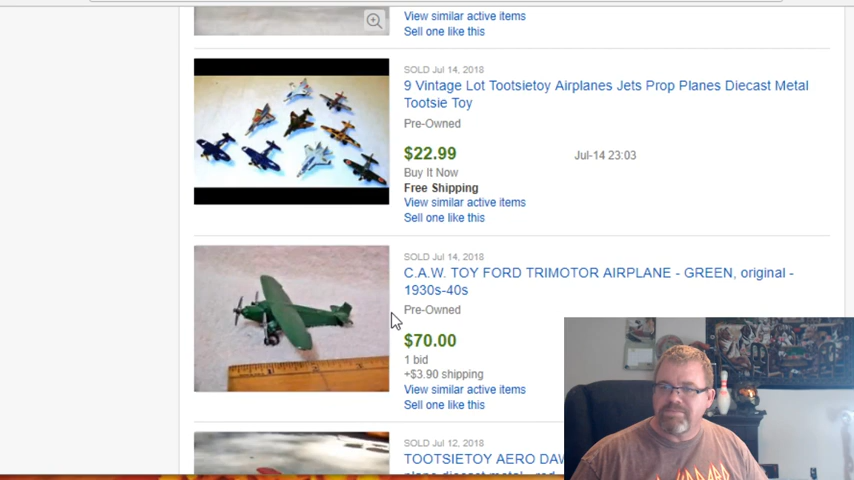 View similar active items
Sell one like this
SOLD Jul 14, 2018
9 Vintage Lot Tootsietoy Airplanes Jets Prop Planes Diecast Metal
Tootsie Toy
Pre-Owned
$22.99
Jul-14 23:03
Buy It Now
Free Shipping
View similar active items
Sell one like this
SOLD Jul 14, 2018
C.A.W. TOY FORD TRIMOTOR AIRPLANE - GREEN, original -
1930s-40s
Pre-Owned
$70.00
1 bid
+$3.90 shipping
View similar active items
Sell one like this
SOLD Jul 12, 2018
TOOTSIETOY AERO DAW